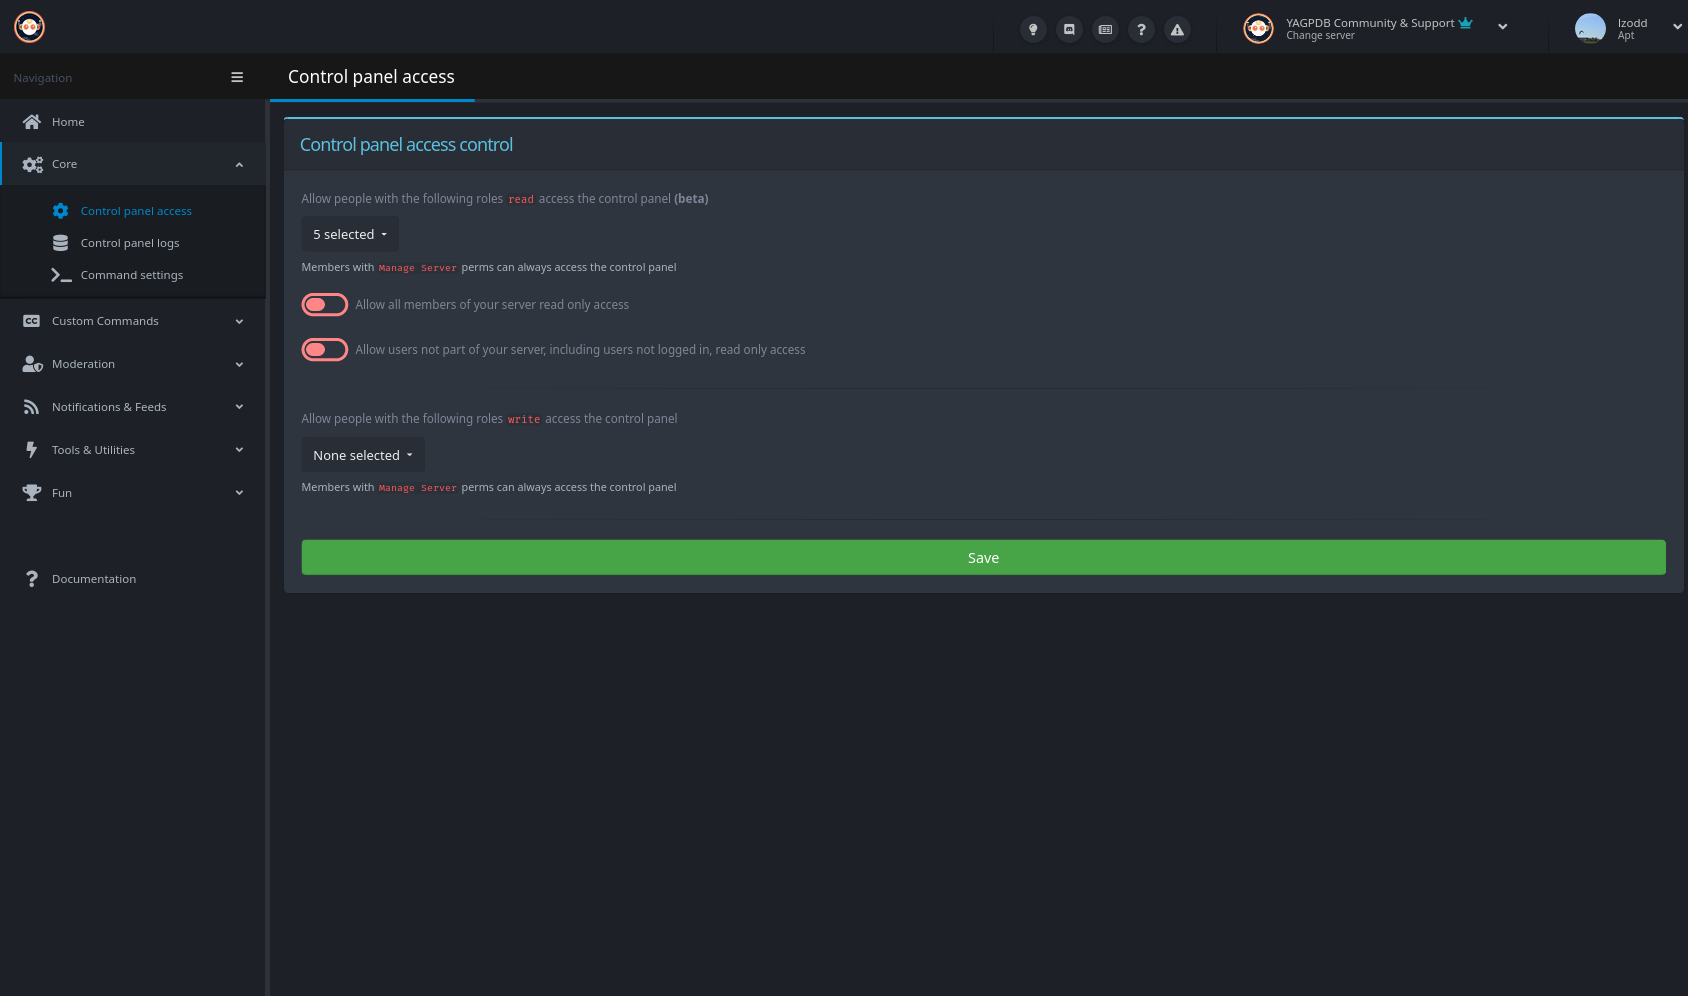 YAGPDB Community & Support
Change server
lzodd
Apt
Navigation
Control panel access
Home
Core
Control panel access
Control panel logs
Command settings
Custom Commands
Moderation
Notifications & Feeds
Tools & Utilities
Fun
Documentation
Control panel access control
Allow people with the following roles read access the control panel (beta)
5 selected
Members with Manage Server perms can always access the control panel
Allow all members of your server read only access
Allow users not part of your server, including users not logged in, read only access
Allow people with the following roles write access the control panel
None selected
Members with Manage Server perms can always access the control panel
Save